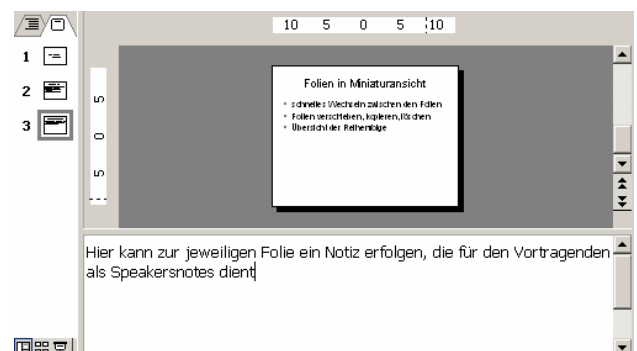 10 5 0 5 10
1
2
3
5
0
5
Folien in Miniaturansicht
• schnelles Wechseln zwischen den Folien
• Folien verschieben, kopieren, löschen
• Übersicht der Reihenfolge
Hier kann zur jeweiligen Folie ein Notiz erfolgen, die für den Vortragenden
als Speakersnotes dient